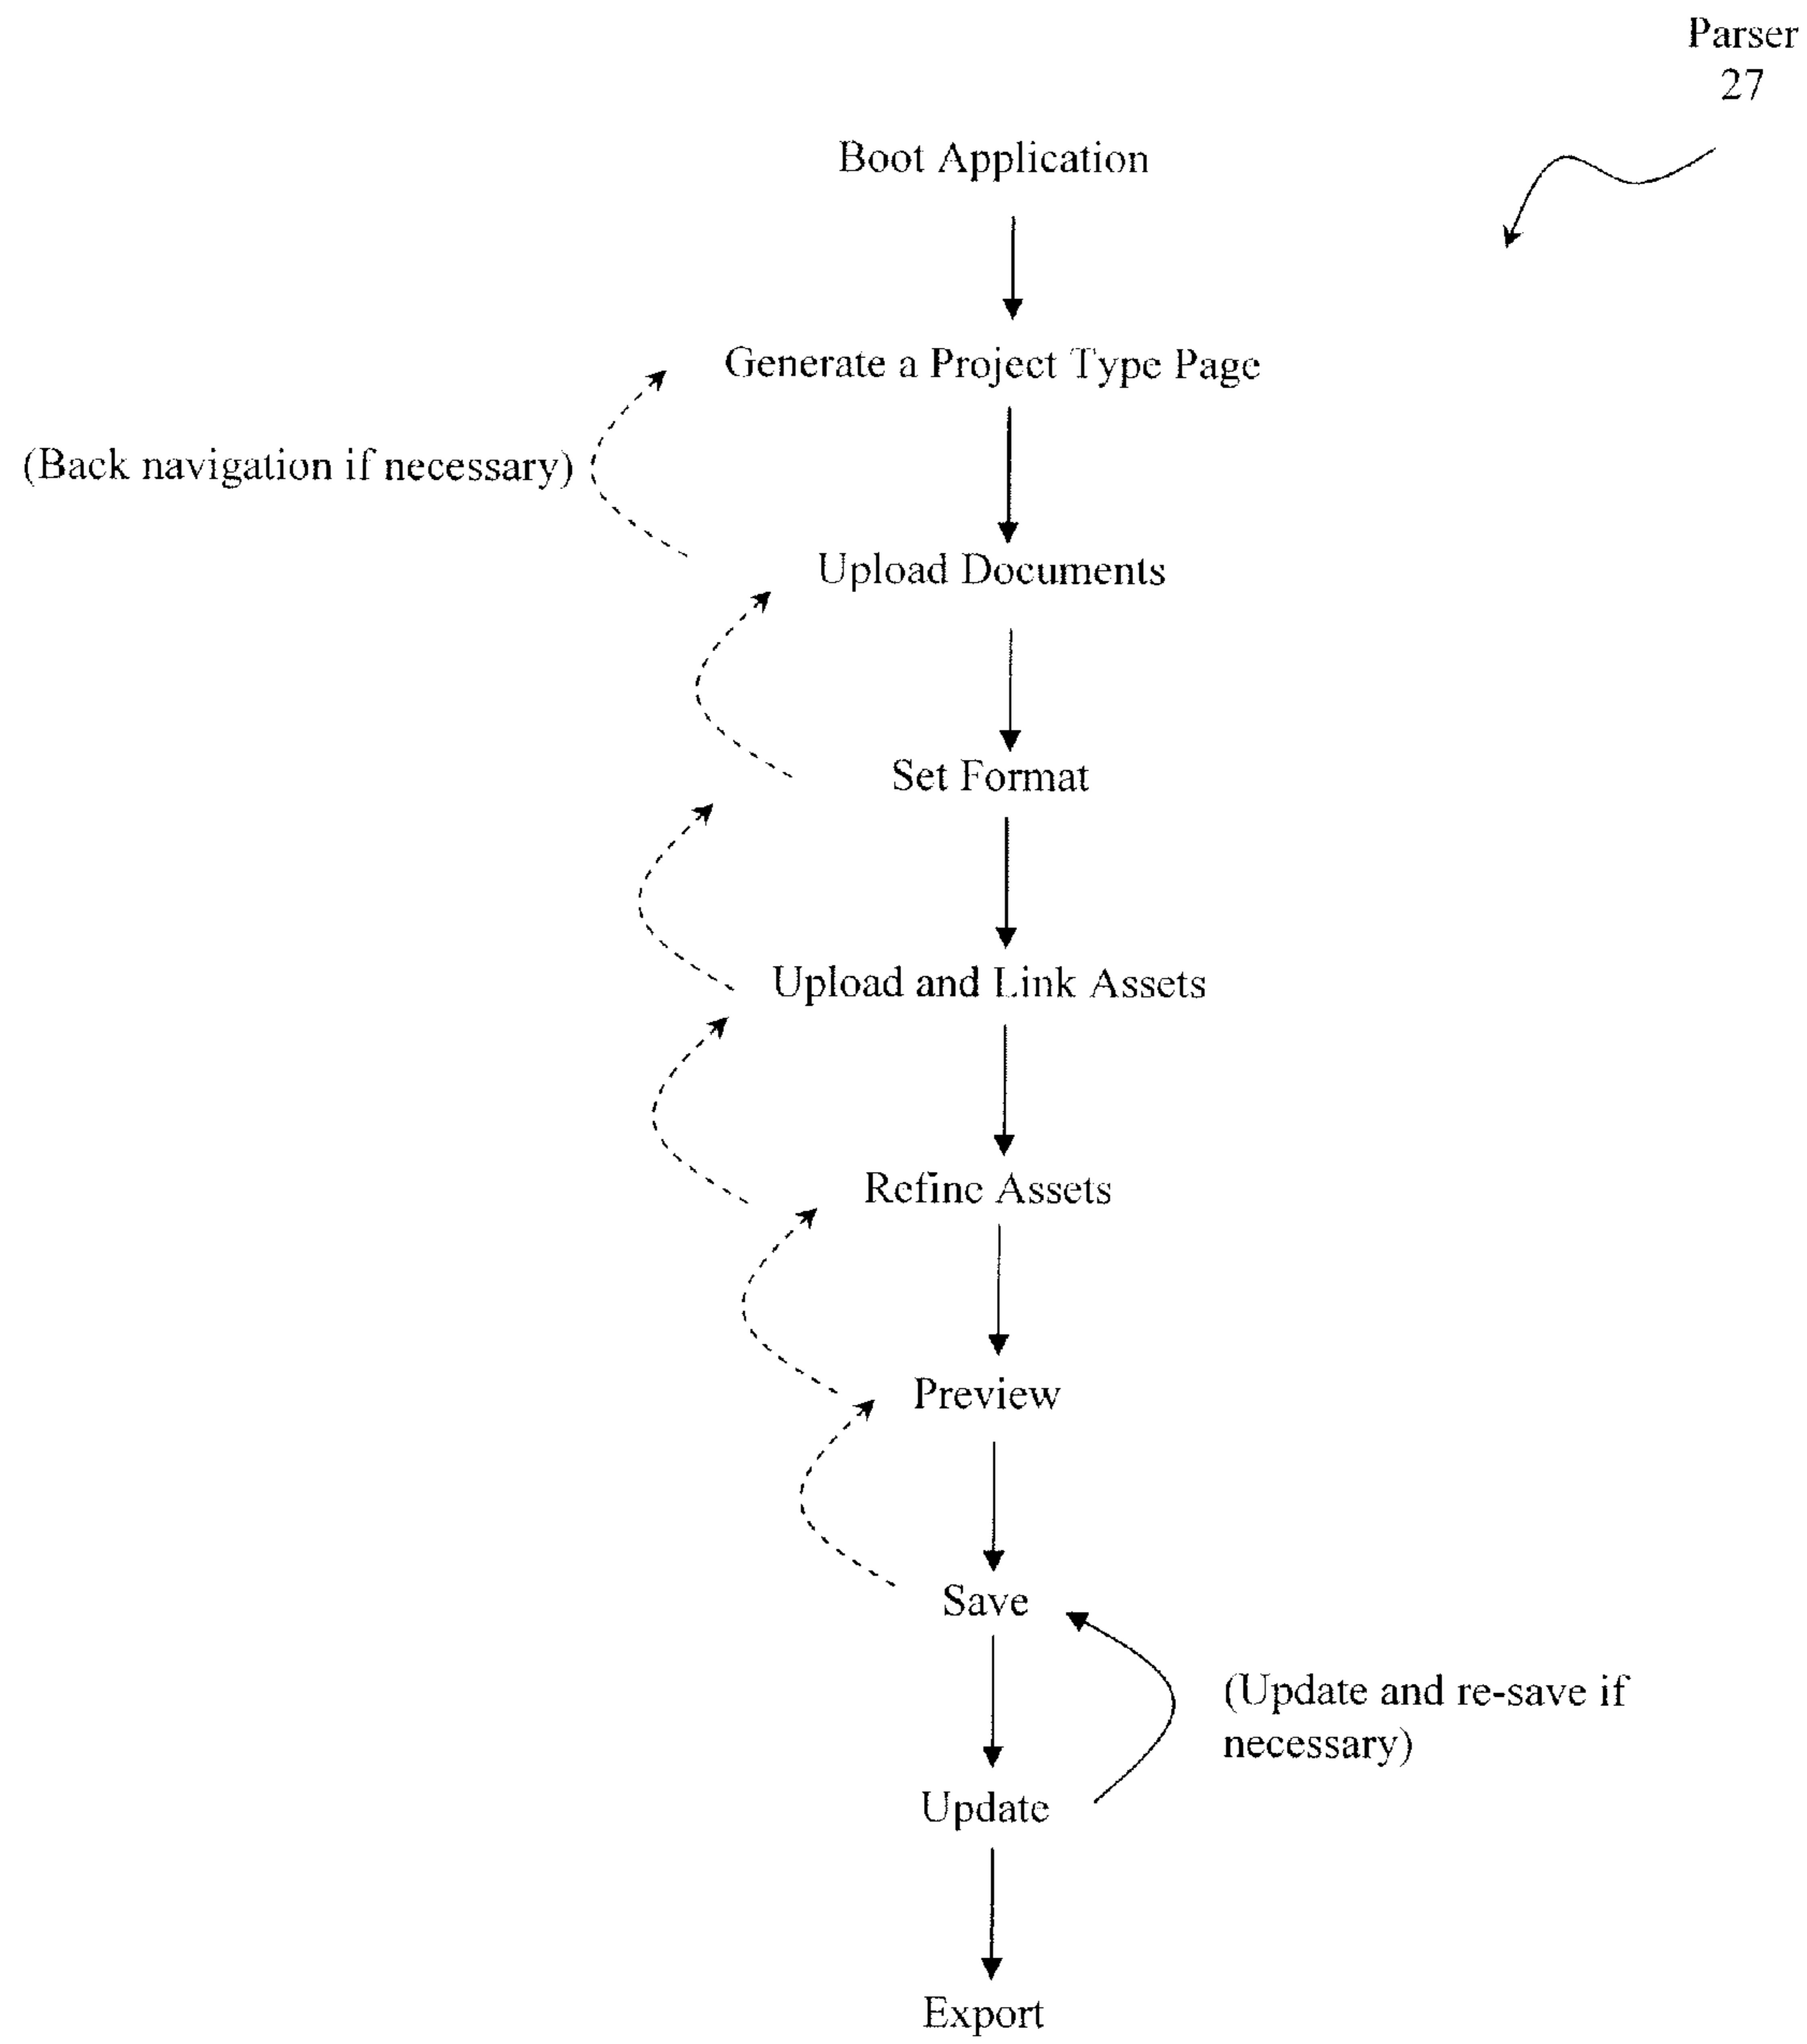 Parser
27
Boot Application
Generate a Project Type Page
(Back navigation if necessary)
Upload Documents
Set Format
Upload and Link Assets
Refine Assets
Preview
Save
(Update and re-save if
necessary)
Update
Export